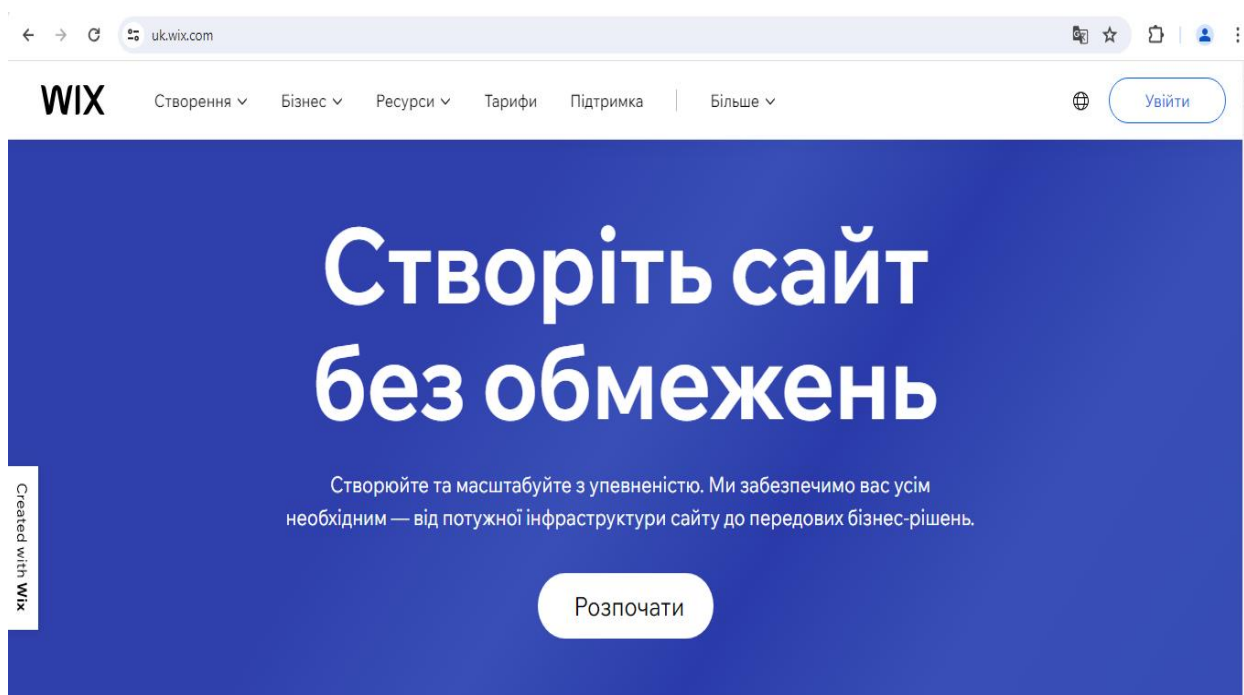 uk.wix.com
WIX Створення Бізнес Ресурси Тарифи Підтримка Більше Увійти
Створіть сайт
без обмежень
Створюйте та масштабуйте з упевненістю. Ми забезпечимо вас усім
необхідним — від потужної інфраструктури сайту до передових бізнес-рішень.
Розпочати
Created with Wix